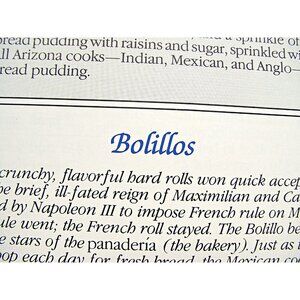 bread pudding with raisins and sugar, sprinkled wi
ll Arizona cooks—Indian, Mexican, and Anglo—
read pudding.
Bolillos
crunchy, flavorful hard rolls won quick accep
be brief, ill-fated reign of Maximilian and Ca
d by Napoleon III to impose French rule on M
ule went; the French roll stayed. The Bolillo be
e stars of the panadería (the bakery). Just as
op each day for fresh bread, the Mexican co